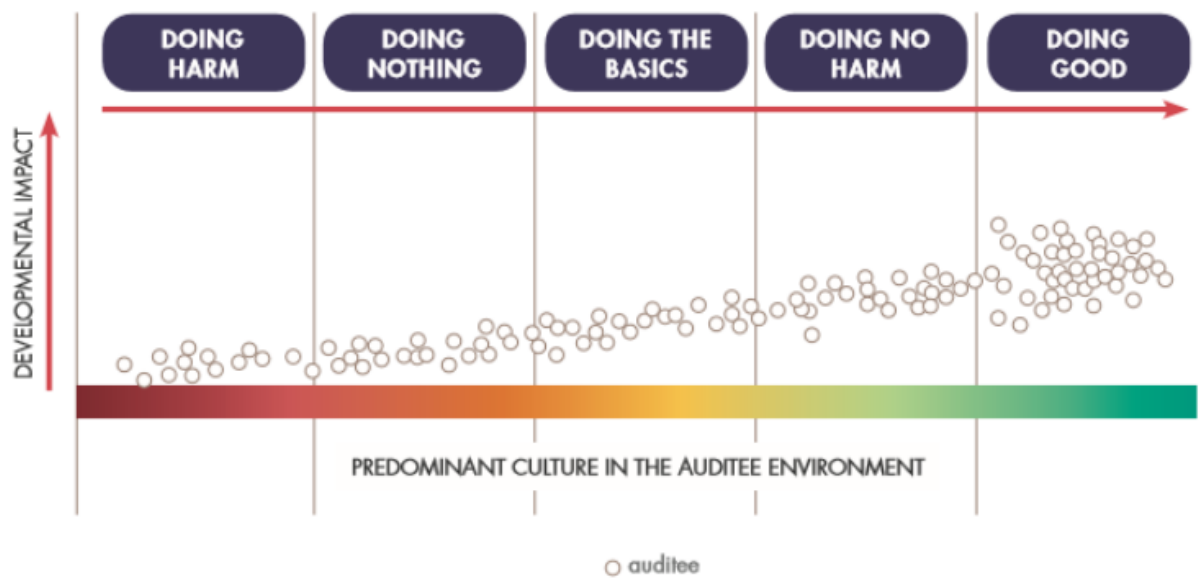 DOING
HARM
DOING
NOTHING
DOING THE
BASICS
DOING NO
HARM
DOING
GOOD
DEVELOPMENTAL IMPACT
PREDOMINANT CULTURE IN THE AUDITEE ENVIRONMENT
auditee